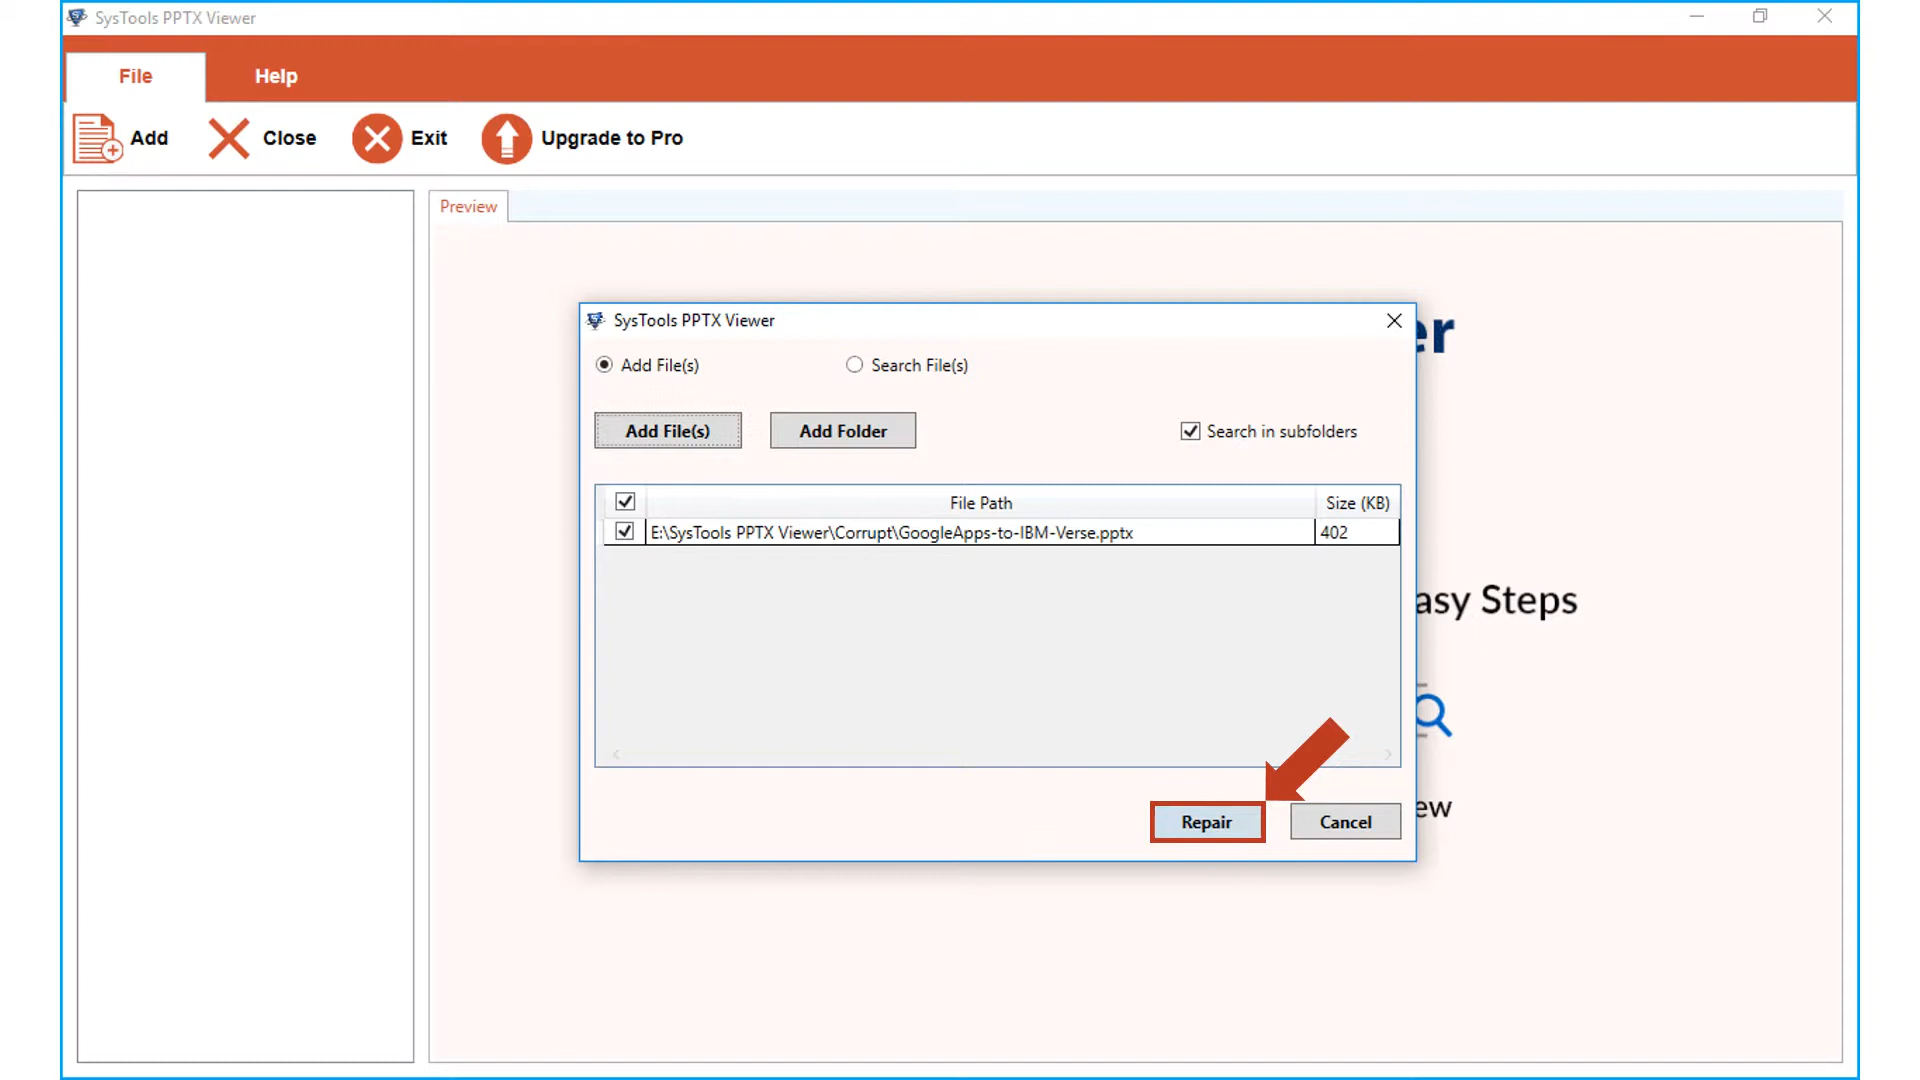 SysTools PPTX Viewer
File Help
Add Close Exit Upgrade to Pro
Preview
er
SysTools PPTX Viewer
Add File(s) Search File(s)
Add File(s) Add Folder Search in subfolders
File Path Size (KB)
E:\SysTools PPTX Viewer\Corrupt\GoogleApps-to-IBM-Verse.pptx 402
asy Steps
ew
Repair Cancel